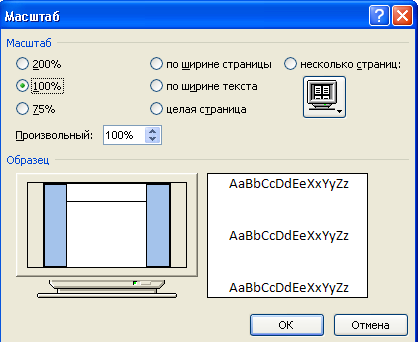 Масштаб
Масштаб
200% по ширине страницы несколько страниц:
100% по ширине текста
75% целая страница
Произвольный: 100%
Образец
AaBbCcDdEeXxYyZz
AaBbCcDdEeXxYyZz
AaBbCcDdEeXxYyZz
ОК Отмена